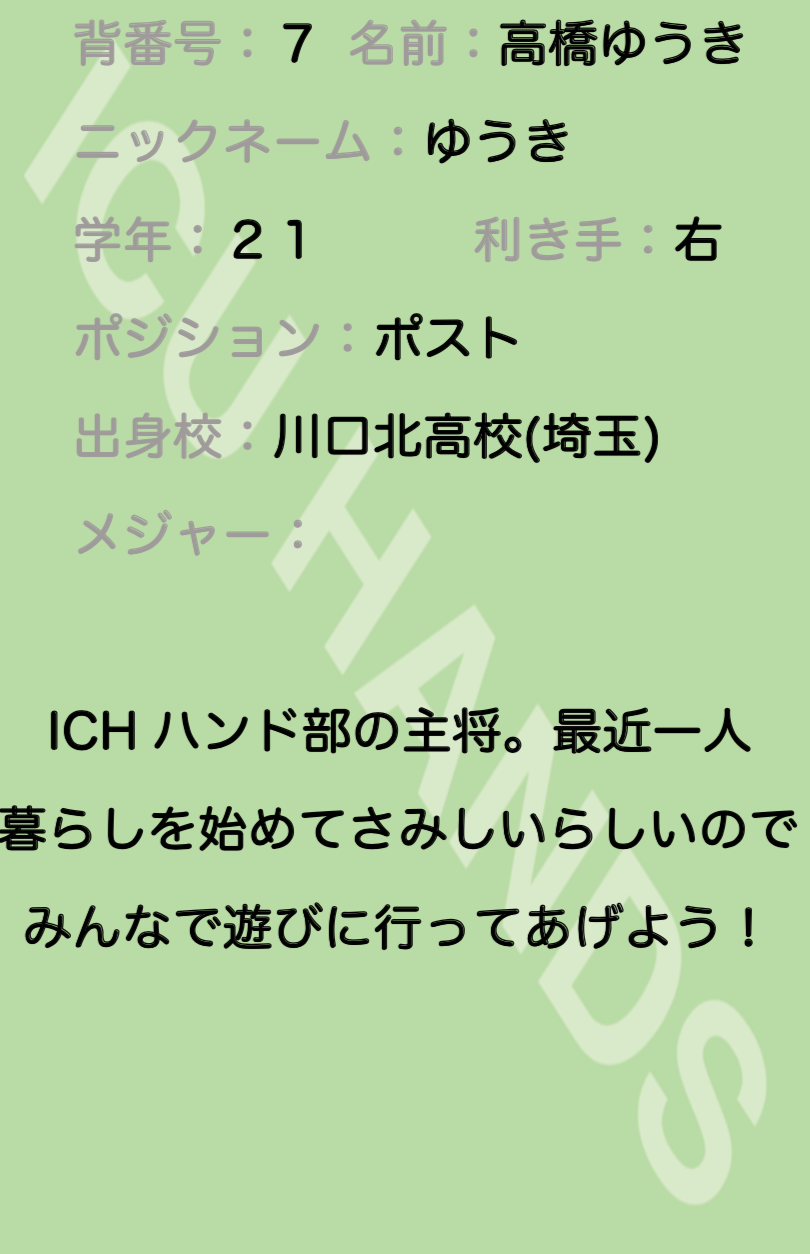 背番号：７ 名前：高橋ゆうき
ニックネーム：ゆうき
学年：２１ 利き手：右
ポジション：ポスト
出身校：川口北高校(埼玉)
メジャー：
ICH ハンド部の主将。最近一人
暮らしを始めてさみしいらしいので
みんなで遊びに行ってあげよう！
ICU HANDS